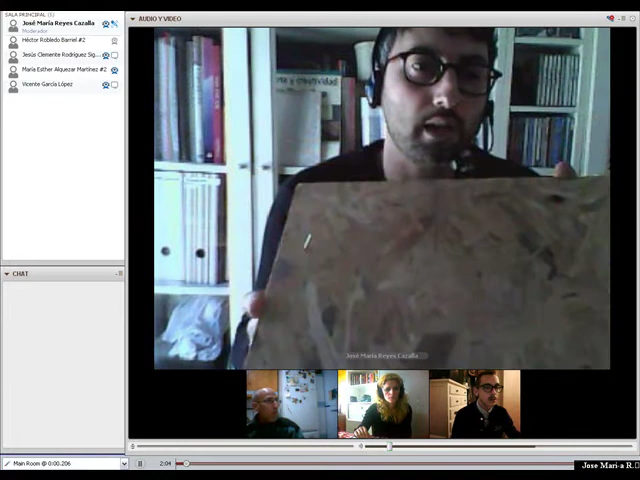 SALA PRINCIPAL (5)
José María Reyes Cazalla
Moderador
Héctor Robledo Barriel #2
Jesús Clemente Rodríguez Sig...
María Esther Alquezar Martínez #2
Vicente García López
CHAT
AUDIO Y VIDEO
arte y creatividad
José María Reyes Cazalla
Main Room @ 0:00.206
2:04
Jose Mari-a R.